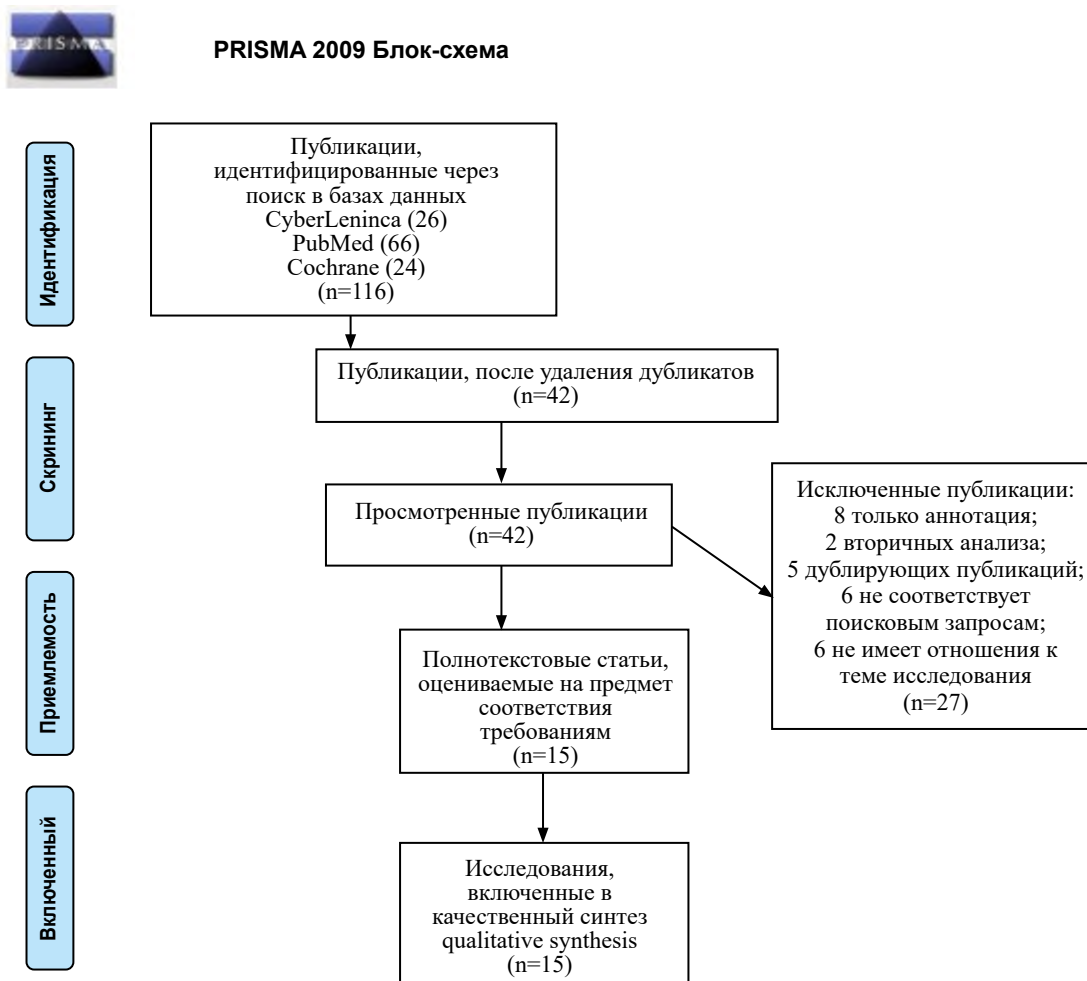 PRISMA
PRISMA 2009 Блок-схема
Идентификация
Публикации,
идентифицированные через
поиск в базах данных
CyberLeninca (26)
PubMed (66)
Cochrane (24)
(n=116)
Скрининг
Публикации, после удаления дубликатов
(n=42)
Просмотренные публикации
(n=42)
Исключенные публикации:
8 только аннотация;
2 вторичных анализа;
5 дублирующих публикаций;
6 не соответствует
поисковым запросам;
6 не имеет отношения к
теме исследования
(n=27)
Приемлемость
Полнотекстовые статьи,
оцениваемые на предмет
соответствия
требованиям
(n=15)
Включенный
Исследования,
включенные в
качественный синтез
qualitative synthesis
(n=15)